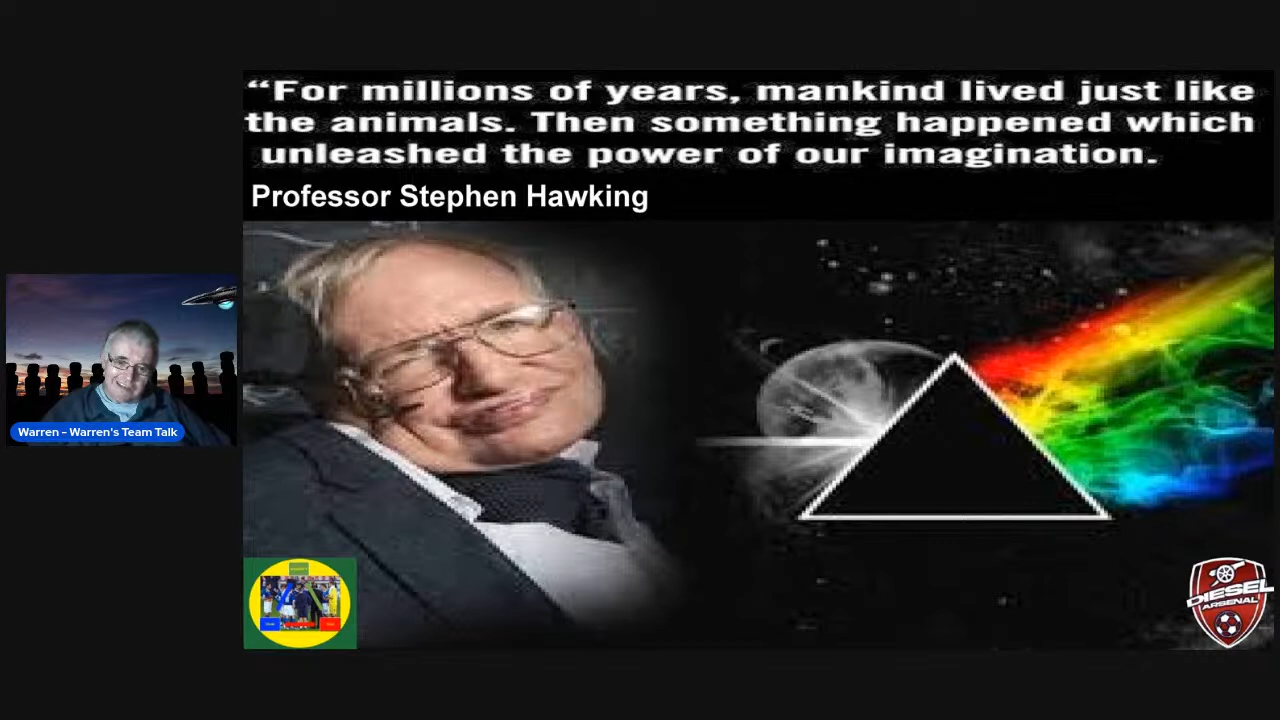 “For millions of years, mankind lived just like
the animals. Then something happened which
unleashed the power of our imagination.
Professor Stephen Hawking
Warren – Warren's Team Talk
DIESEL
ARSENAL